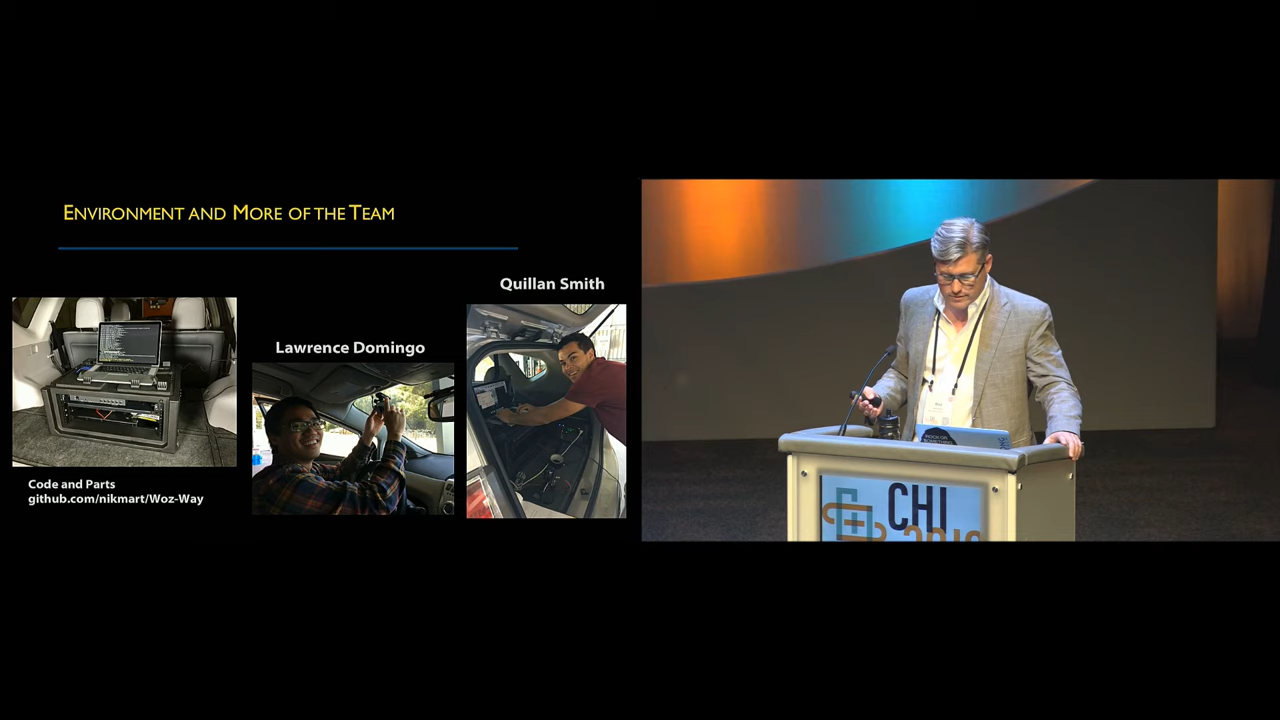 ENVIRONMENT AND MORE OF THE TEAM
Quillan Smith
Lawrence Domingo
Code and Parts
github.com/nikmart/Woz-Way
CHI